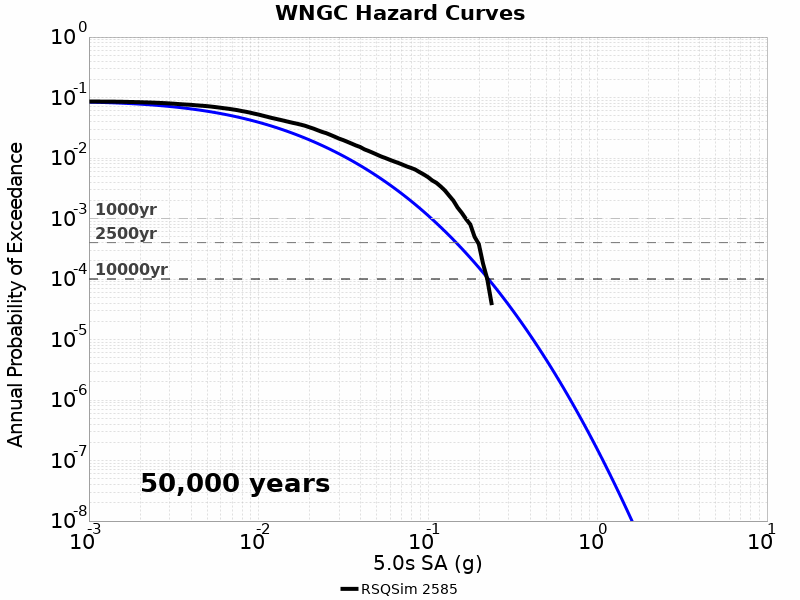 WNGC Hazard Curves
Annual Probability of Exceedance
10^0
10^-1
10^-2
10^-3
10^-4
10^-5
10^-6
10^-7
10^-8
1000yr
2500yr
10000yr
50,000 years
10^-3 10^-2 10^-1 10^0 10^1
5.0s SA (g)
RSQSim 2585